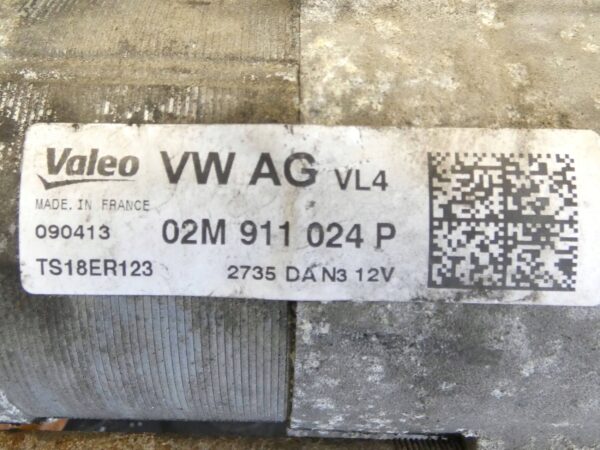 Valeo VW AG VL4
MADE.IN FRANCE
090413 02M 911 024 P
TS18ER123 2735 DA N3 12V